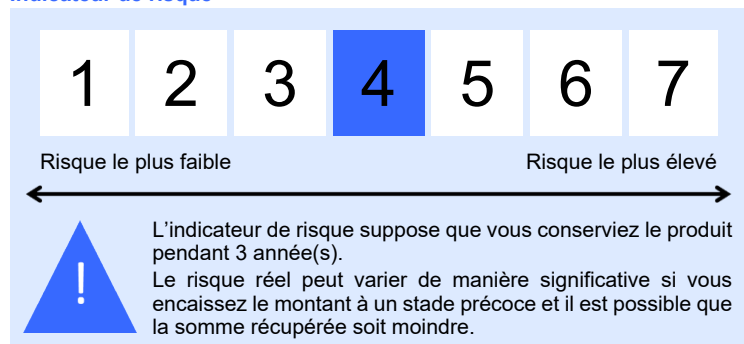 Indicateur de risque
1 2 3 4 5 6 7
Risque le plus faible Risque le plus élevé
!
L'indicateur de risque suppose que vous conserviez le produit
pendant 3 année(s).
Le risque réel peut varier de manière significative si vous
encaissez le montant à un stade précoce et il est possible que
la somme récupérée soit moindre.